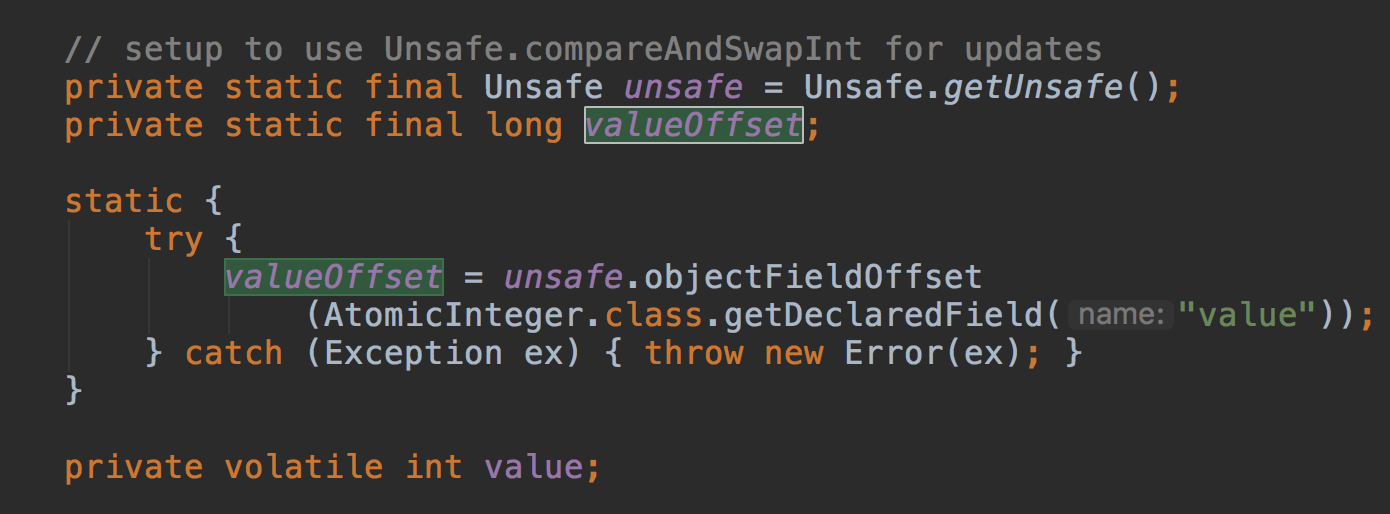 // setup to use Unsafe.compareAndSwapInt for updates
private static final Unsafe unsafe = Unsafe.getUnsafe();
private static final long valueOffset;
static {
try {
valueOffset = unsafe.objectFieldOffset
(AtomicInteger.class.getDeclaredField( name: "value"));
} catch (Exception ex) { throw new Error(ex); }
}
private volatile int value;